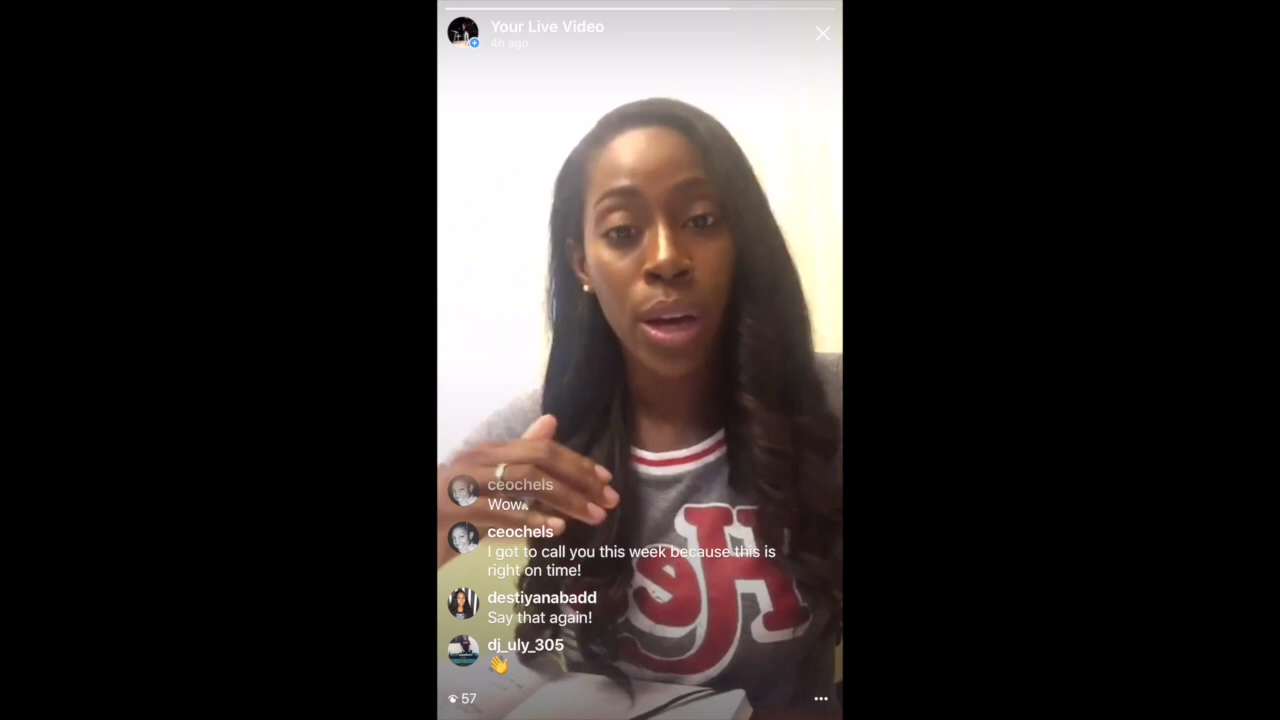 Your Live Video
4h ago
ceochels
Wow..
ceochels
I got to call you this week because this is
right on time!
destiyanabadd
Say that again!
dj_uly_305
👋
57